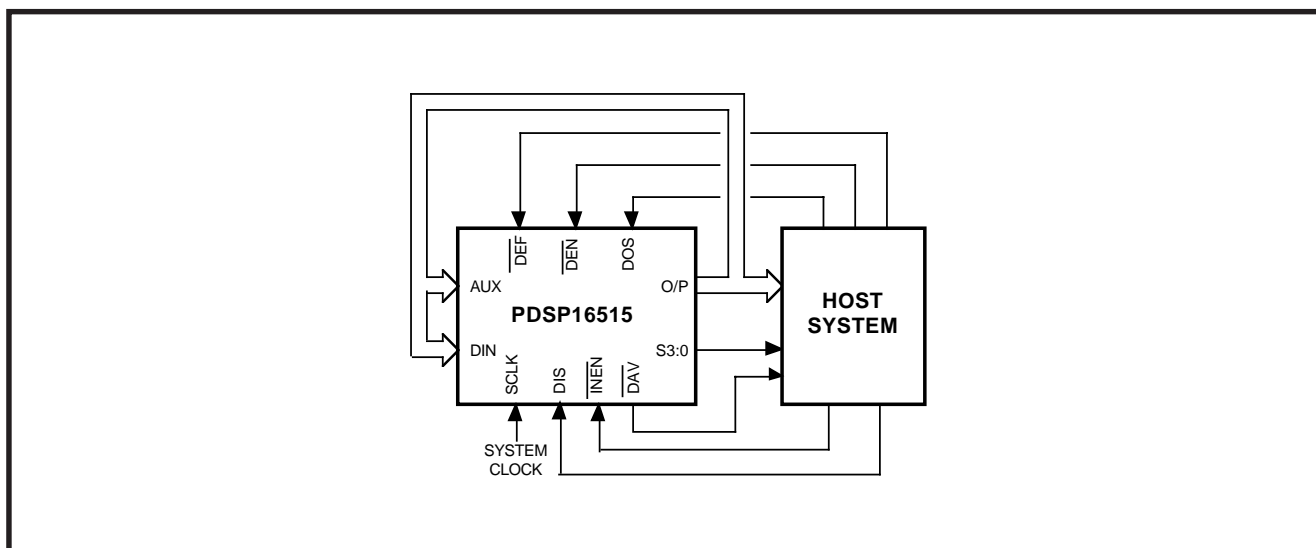 DEF
DEN
DOS
AUX
O/P
PDSP16515
HOST
SYSTEM
DIN
S3:0
SCLK
DIS
INEN
DAV
SYSTEM
CLOCK